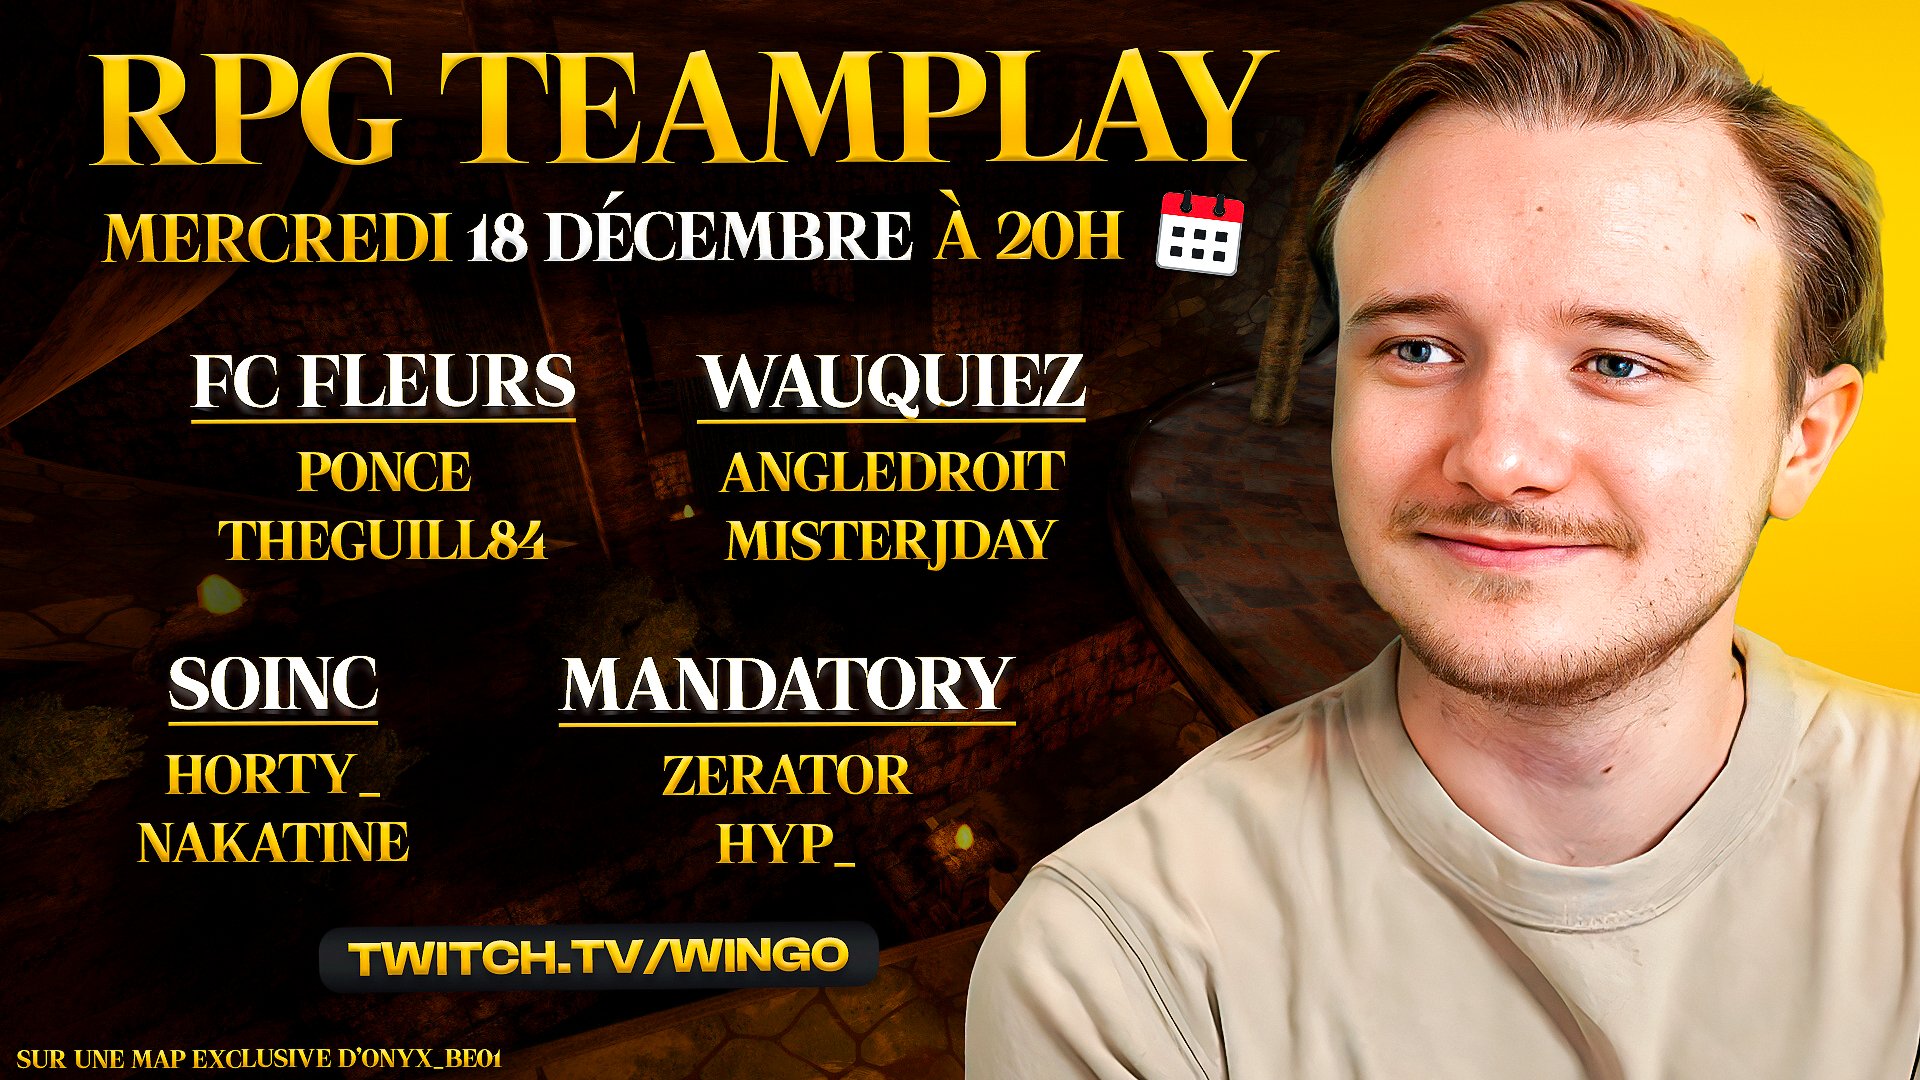 RPG TEAMPLAY
MERCREDI 18 DÉCEMBRE À 20H
FC FLEURS
PONCE
THEGUILL84
WAUQUIEZ
ANGLEDROIT
MISTERJDAY
SOINC
HORTY_
NAKATINE
MANDATORY
ZERATOR
HYP_
TWITCH.TV/WINGO
SUR UNE MAP EXCLUSIVE D'ONYX_BE01